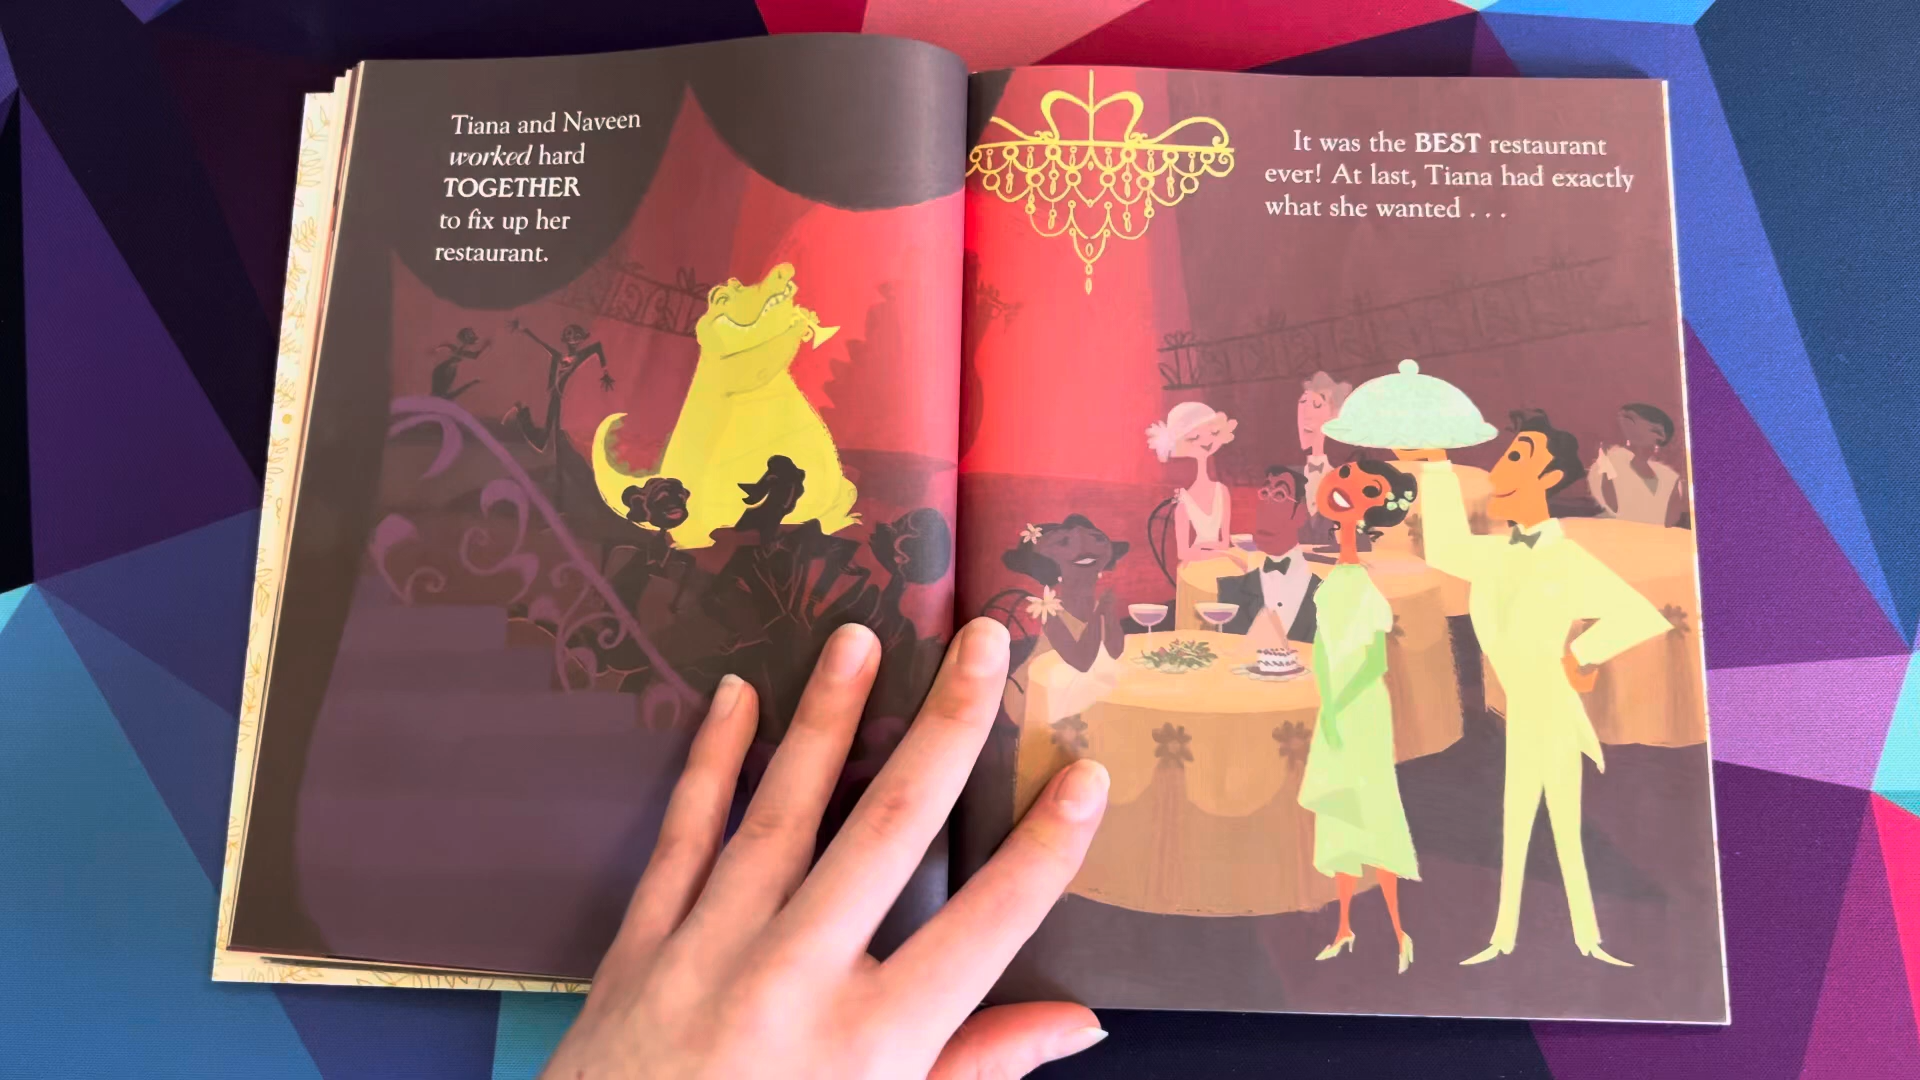 Tiana and Naveen
worked hard
TOGETHER
to fix up her
restaurant.
It was the BEST restaurant
ever! At last, Tiana had exactly
what she wanted . . .